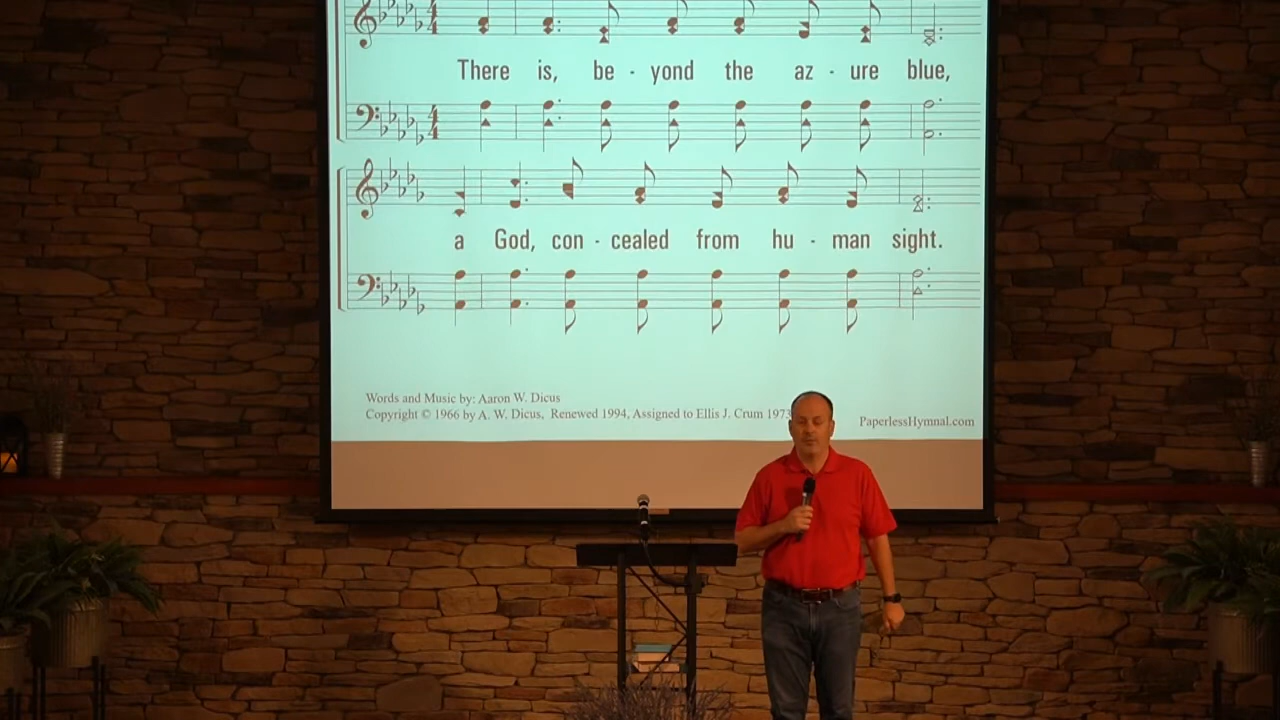 There is, be - yond the az - ure blue,
a God, con - cealed from hu - man sight.
Words and Music by: Aaron W. Dicus
Copyright © 1966 by A. W. Dicus, Renewed 1994, Assigned to Ellis J. Crum 1973
PaperlessHymnal.com